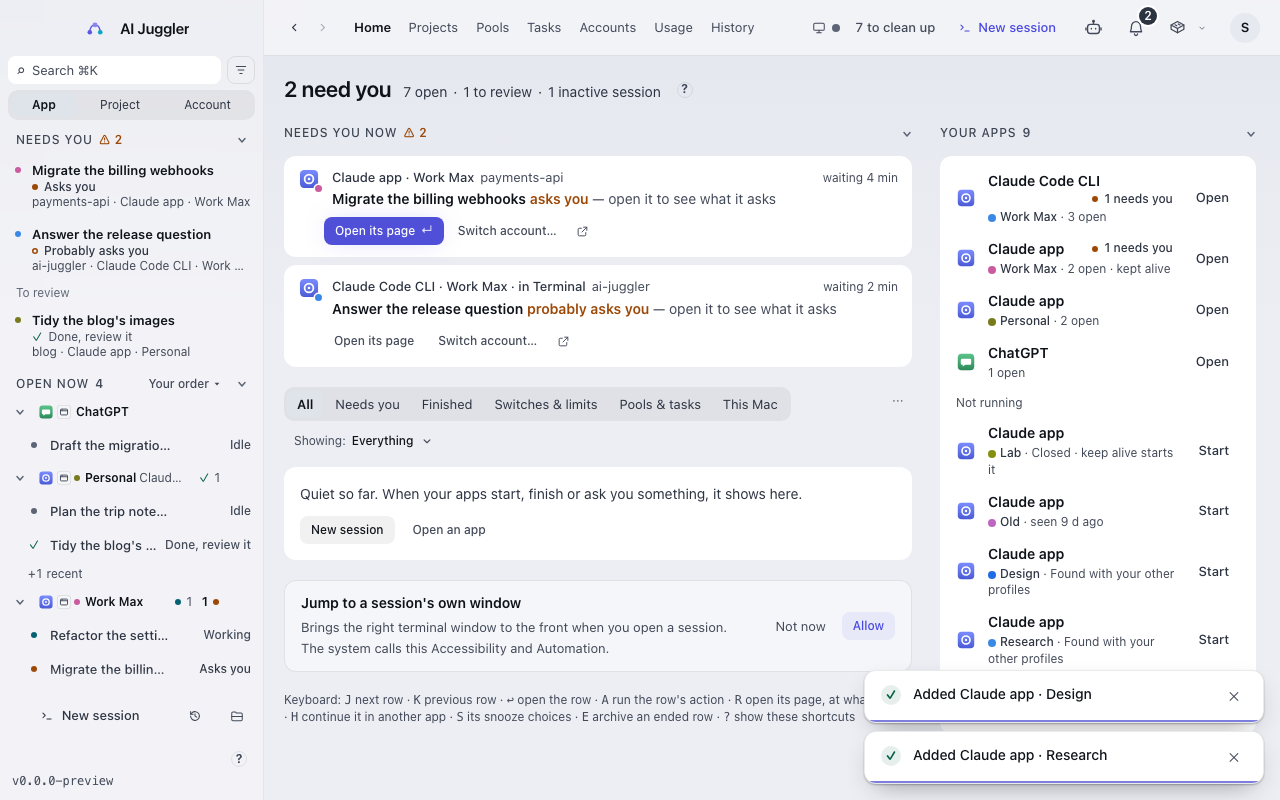 AI Juggler
Search ⌘K
App
Project
Account
NEEDS YOU 2
Migrate the billing webhooks
Asks you
payments-api · Claude app · Work Max
Answer the release question
Probably asks you
ai-juggler · Claude Code CLI · Work ...
To review
Tidy the blog's images
Done, review it
blog · Claude app · Personal
OPEN NOW 4
Your order
ChatGPT
Draft the migratio...
Idle
Personal Claud...
1
Plan the trip note...
Idle
Tidy the blog's ...
Done, review it
+1 recent
Work Max
1
1
Refactor the setti...
Working
Migrate the billin...
Asks you
New session
?
v0.0.0-preview
Home
Projects
Pools
Tasks
Accounts
Usage
History
7 to clean up
New session
2
S
2 need you
7 open · 1 to review · 1 inactive session
?
NEEDS YOU NOW 2
Claude app · Work Max payments-api
waiting 4 min
Migrate the billing webhooks asks you — open it to see what it asks
Open its page ↵
Switch account...
Claude Code CLI · Work Max · in Terminal ai-juggler
waiting 2 min
Answer the release question probably asks you — open it to see what it asks
Open its page
Switch account...
All
Needs you
Finished
Switches & limits
Pools & tasks
This Mac
...
Showing: Everything
Quiet so far. When your apps start, finish or ask you something, it shows here.
New session
Open an app
Jump to a session's own window
Brings the right terminal window to the front when you open a session.
The system calls this Accessibility and Automation.
Not now
Allow
Keyboard: J next row · K previous row · ↩ open the row · A run the row's action · R open its page, at wha
· H continue it in another app · S its snooze choices · E archive an ended row · ? show these shortcuts
YOUR APPS 9
Claude Code CLI
1 needs you
Work Max · 3 open
Open
Claude app
1 needs you
Work Max · 2 open · kept alive
Open
Claude app
Personal · 2 open
Open
ChatGPT
1 open
Open
Not running
Claude app
Lab · Closed · keep alive starts
it
Start
Claude app
Old · seen 9 d ago
Start
Claude app
Design · Found with your other
profiles
Start
Claude app
Research · Found with your
other profiles
Start
Added Claude app · Design
Added Claude app · Research